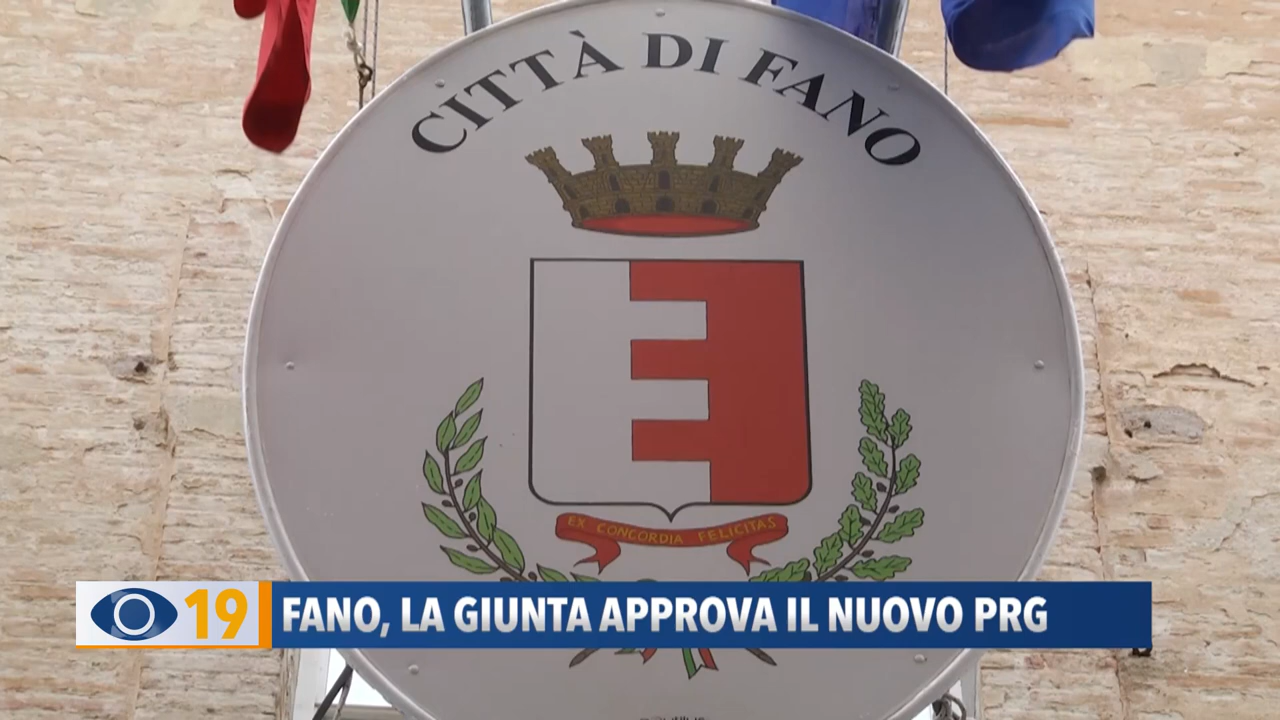 CITTÀ DI FANO
EX CONCORDIA FELICITAS
19
FANO, LA GIUNTA APPROVA IL NUOVO PRG